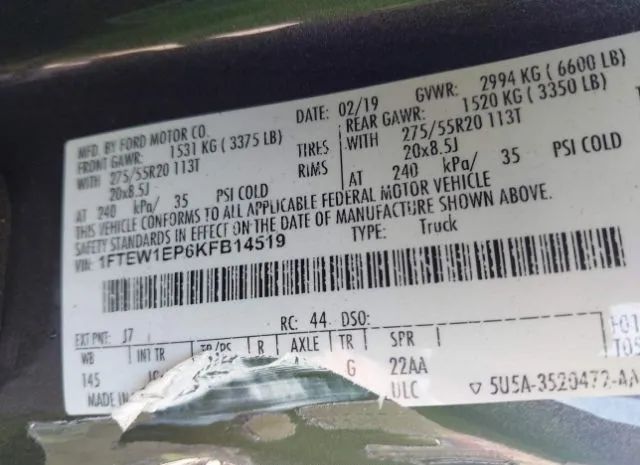 MFD. BY FORD MOTOR CO.
DATE: 02/19 GVWR: 2994 KG ( 6600 LB)
FRONT GAWR: 1531 KG ( 3375 LB) REAR GAWR: 1520 KG ( 3350 LB)
WITH 275/55R20 113T TIRES WITH 275/55R20 113T
20x8.5J RIMS 20x8.5J
AT 240 kPa/ 35 PSI COLD AT 240 kPa/ 35 PSI COLD
THIS VEHICLE CONFORMS TO ALL APPLICABLE FEDERAL MOTOR VEHICLE
SAFETY STANDARDS IN EFFECT ON THE DATE OF MANUFACTURE SHOWN ABOVE.
VIN: 1FTEW1EP6KFB14519 TYPE: Truck
EXT PNT: J7 RC: 44 DSO:
WB INT TR TP/PS R AXLE TR SPR
145 G 22AA
MADE IN ULC ▽ 5U5A-3520472-AA